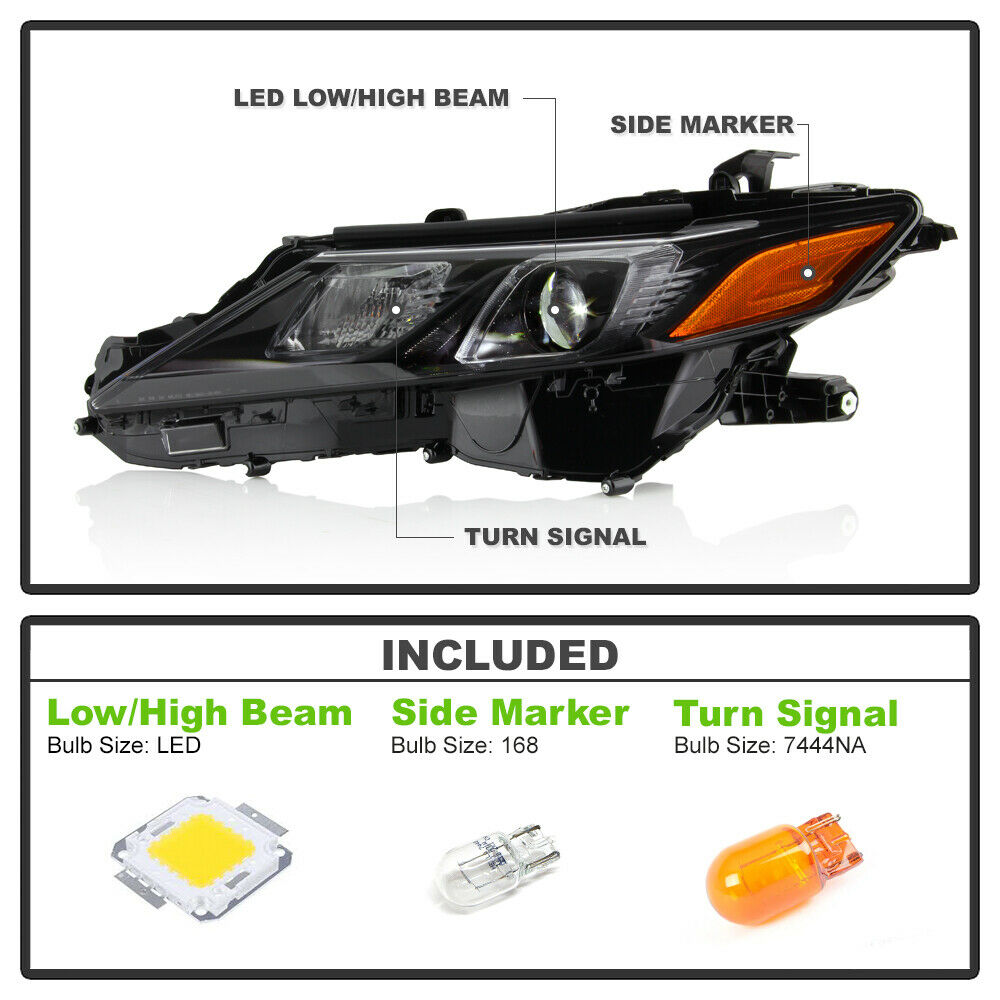 LED LOW/HIGH BEAM
SIDE MARKER
TURN SIGNAL
INCLUDED
Low/High Beam
Bulb Size: LED
Side Marker
Bulb Size: 168
Turn Signal
Bulb Size: 7444NA